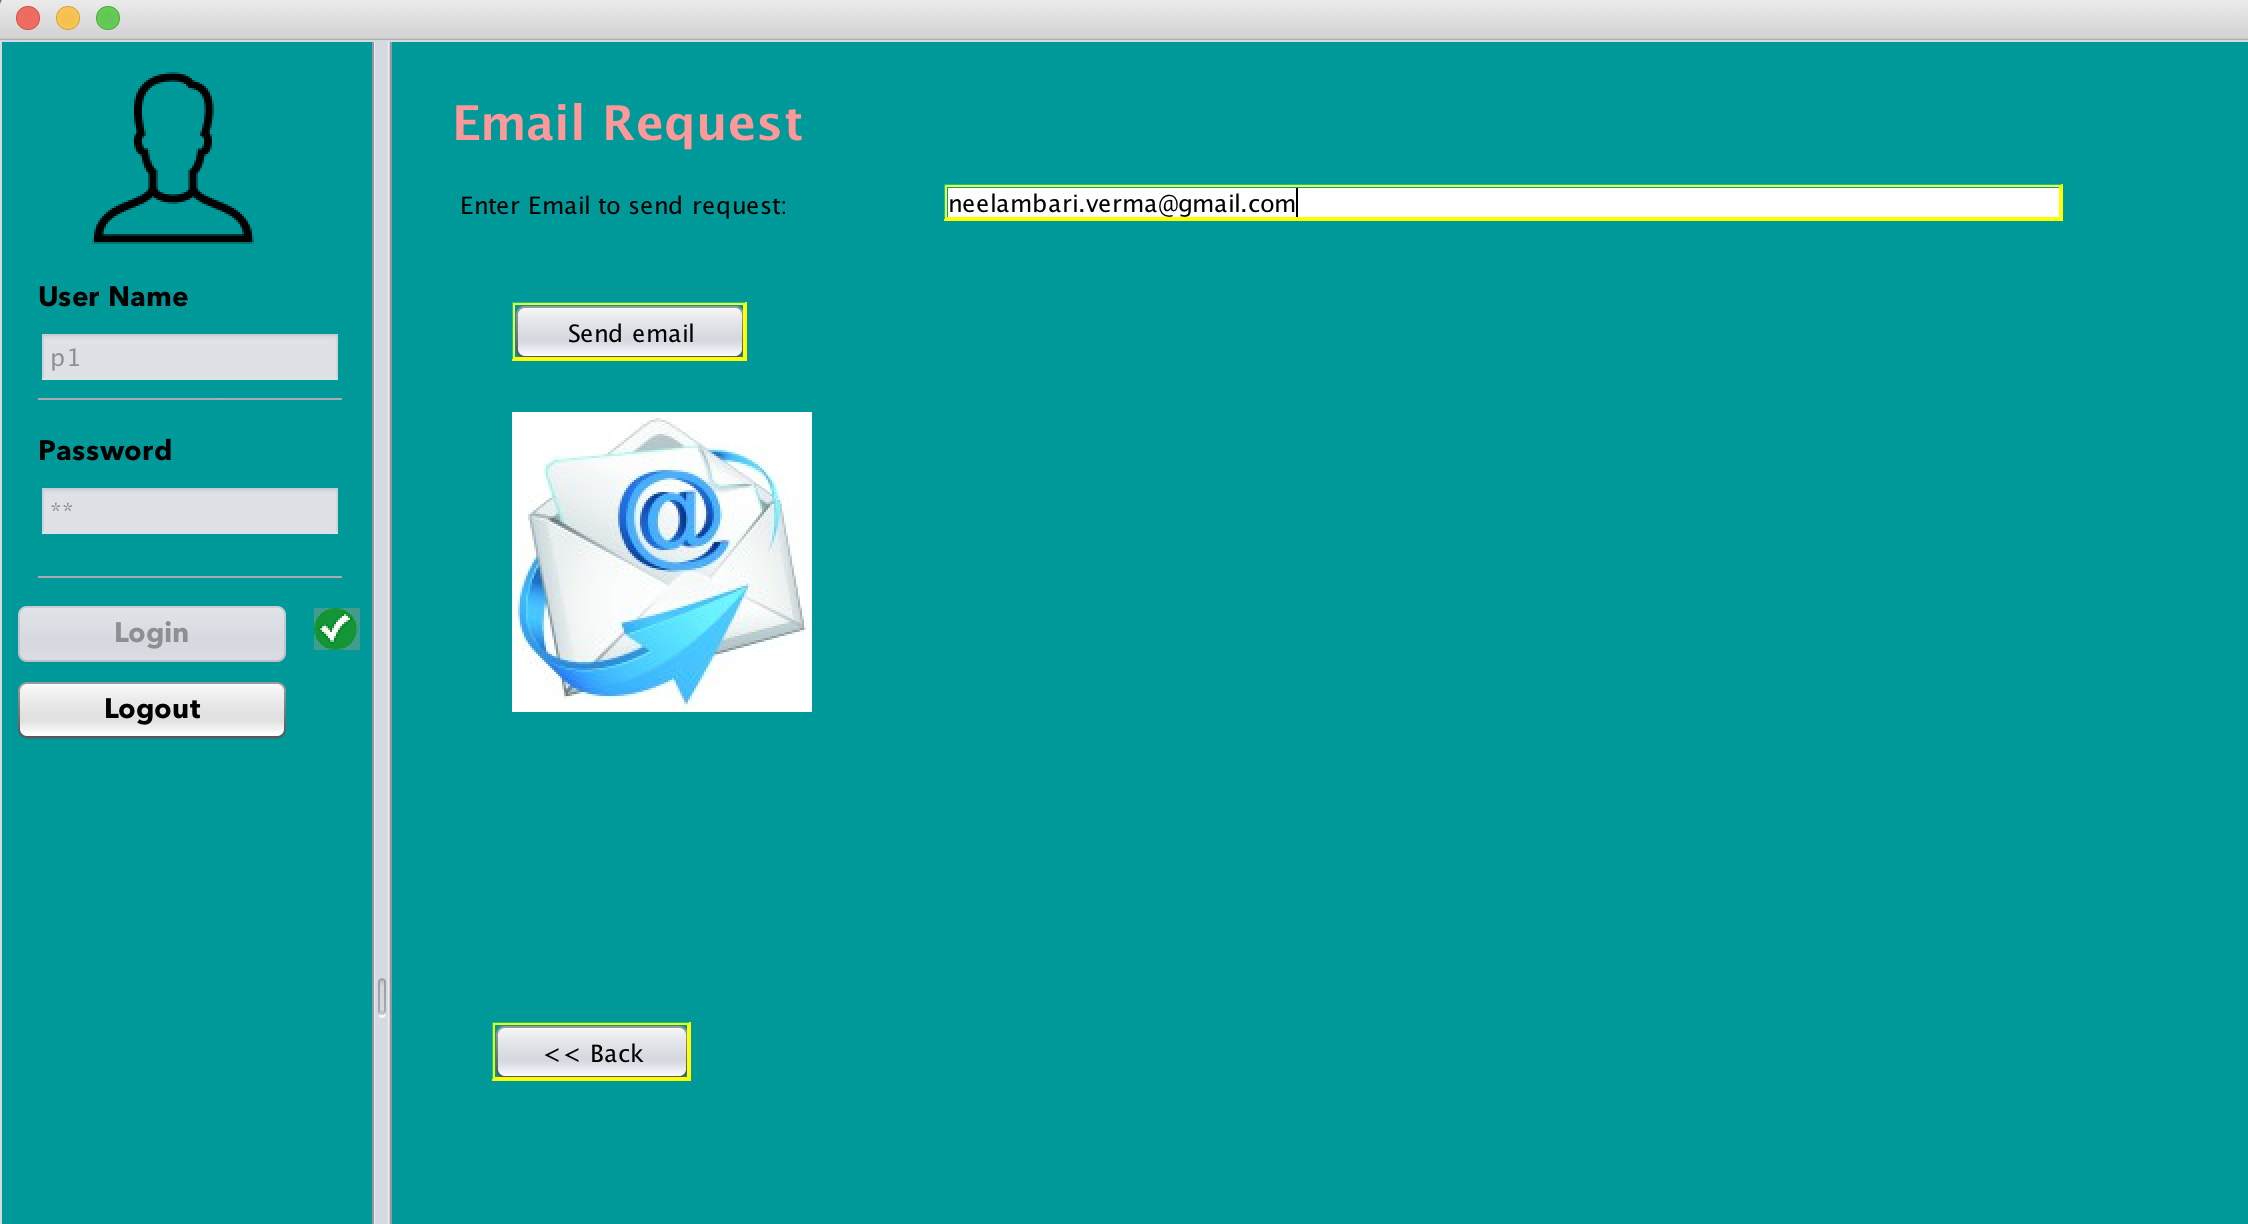 User Name
p1
Password
**
Login
Logout
Email Request
Enter Email to send request:
neelambari.verma@gmail.com
Send email
@
<< Back